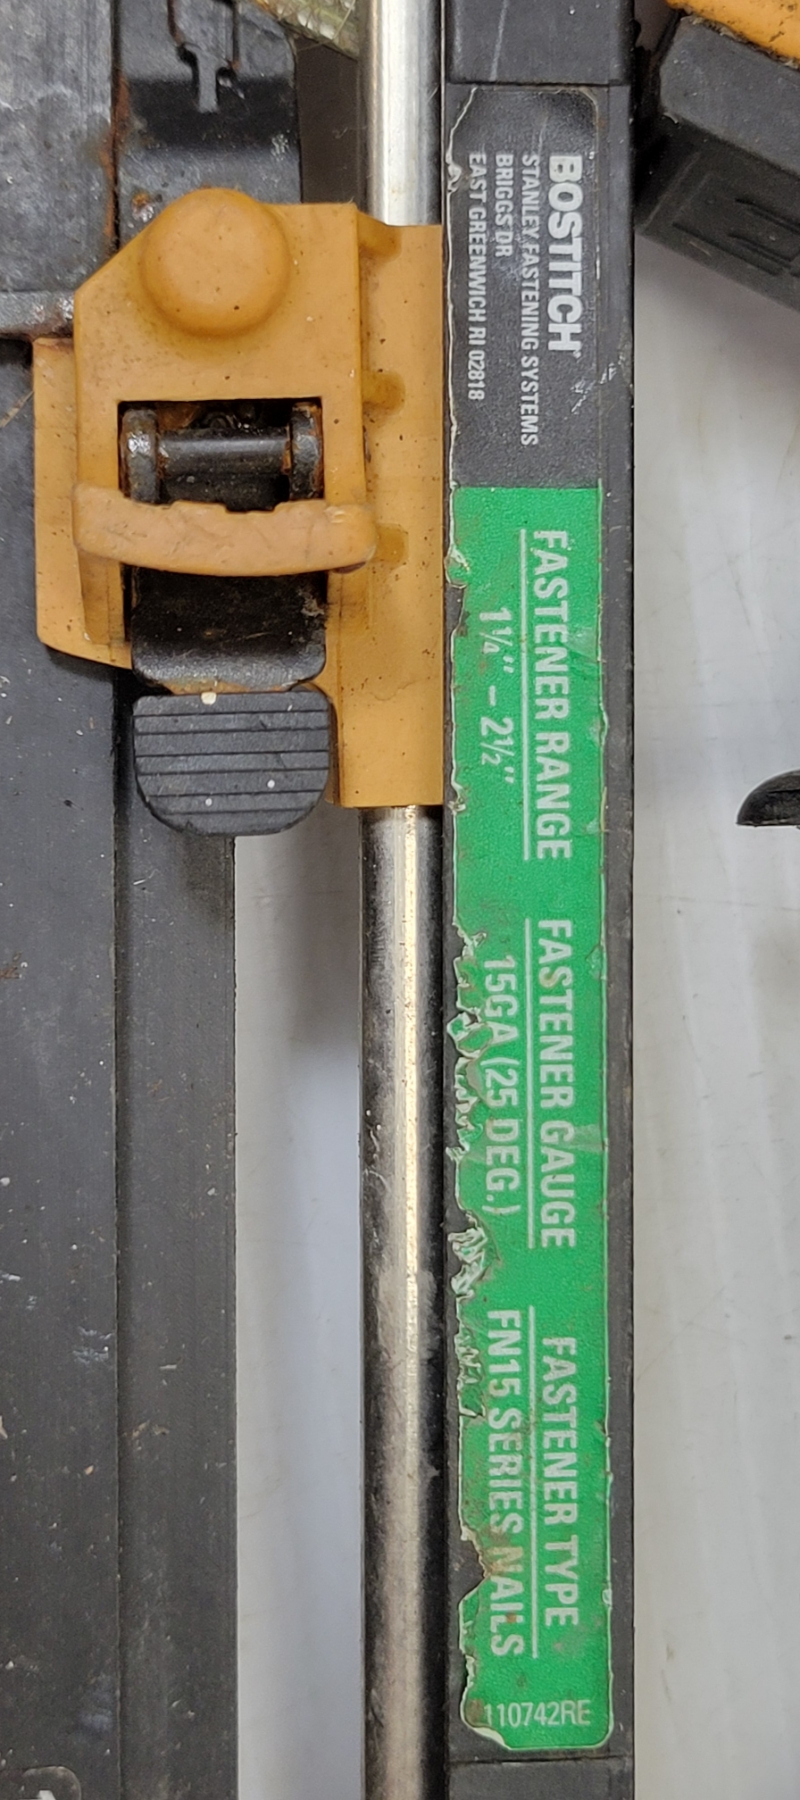 BOSTITCH
STANLEY FASTENING SYSTEMS
BRIGGS DR
EAST GREENWICH RI 02818
FASTENER RANGE
1¼" – 2½"
FASTENER GAUGE
15GA (25 DEG.)
FASTENER TYPE
FN15 SERIES NAILS
110742RE